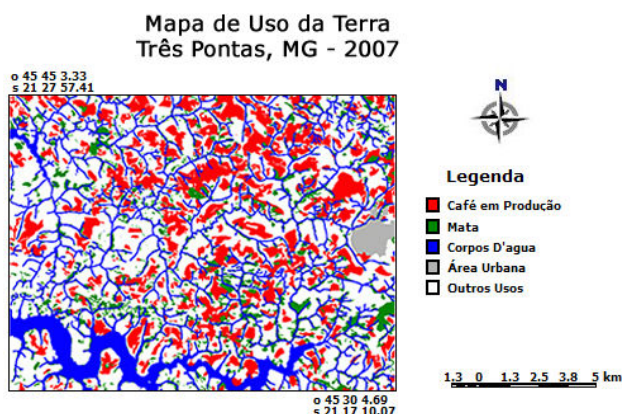 Mapa de Uso da Terra
Três Pontas, MG - 2007
o 45 45 3.33
s 21 27 57.41
N
Legenda
Café em Produção
Mata
Corpos D'agua
Área Urbana
Outros Usos
1.3 0 1.3 2.5 3.8 5 km
o 45 30 4.69
s 21 17 10.07